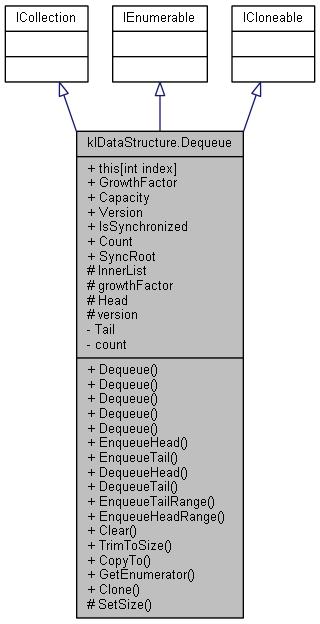 ICollection
IEnumerable
ICloneable
klDataStructure.Dequeue
+ this[int index]
+ GrowthFactor
+ Capacity
+ Version
+ IsSynchronized
+ Count
+ SyncRoot
# InnerList
# growthFactor
# Head
# version
- Tail
- count
+ Dequeue()
+ Dequeue()
+ Dequeue()
+ Dequeue()
+ Dequeue()
+ EnqueueHead()
+ EnqueueTail()
+ DequeueHead()
+ DequeueTail()
+ EnqueueTailRange()
+ EnqueueHeadRange()
+ Clear()
+ TrimToSize()
+ CopyTo()
+ GetEnumerator()
+ Clone()
# SetSize()